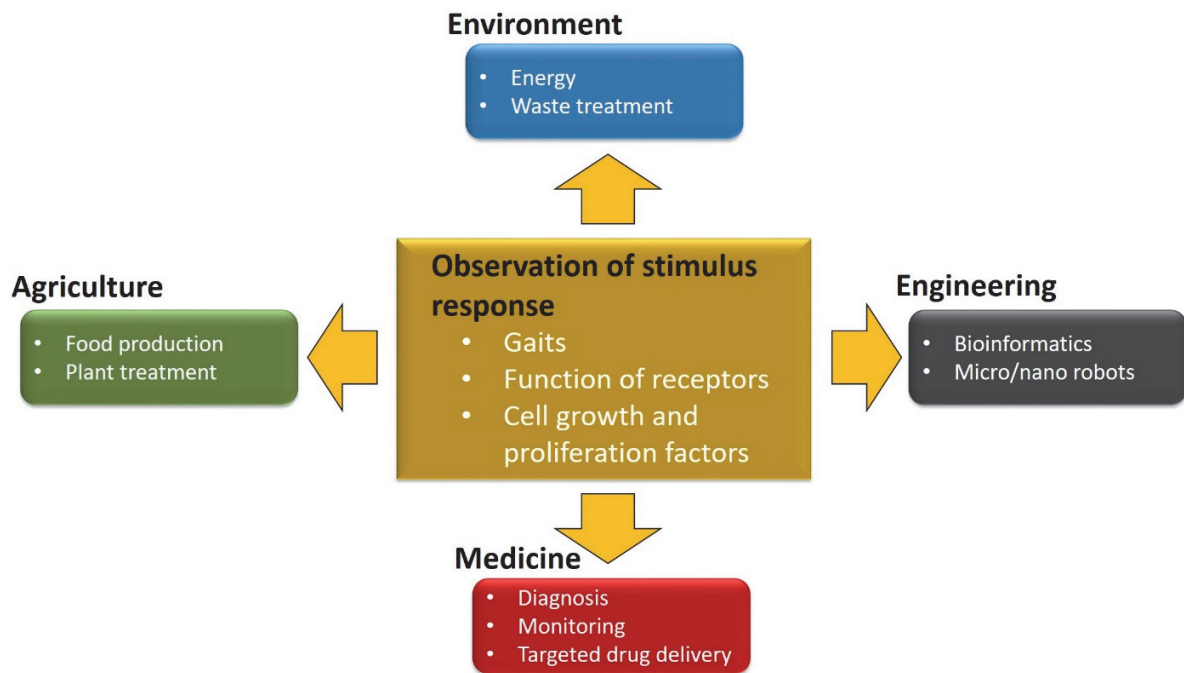 Environment
• Energy
• Waste treatment
Agriculture
• Food production
• Plant treatment
Observation of stimulus
response
• Gaits
• Function of receptors
• Cell growth and
proliferation factors
Engineering
• Bioinformatics
• Micro/nano robots
Medicine
• Diagnosis
• Monitoring
• Targeted drug delivery